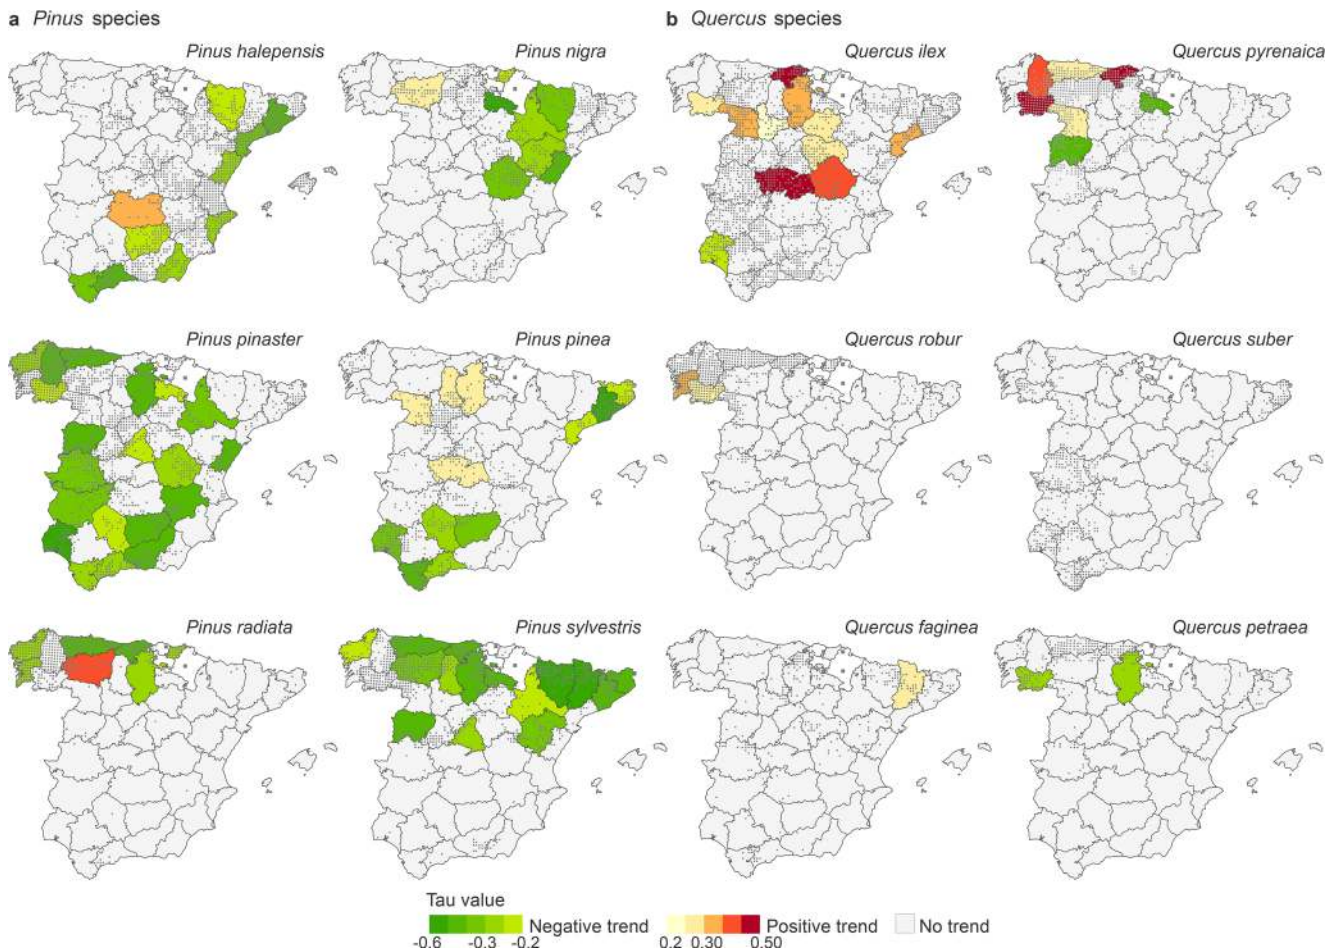 a Pinus species
b Quercus species
Pinus halepensis
Pinus nigra
Quercus ilex
Quercus pyrenaica
Pinus pinaster
Pinus pinea
Quercus robur
Quercus suber
Pinus radiata
Pinus sylvestris
Quercus faginea
Quercus petraea
Tau value
Negative trend
Positive trend
No trend
-0.6 -0.3 -0.2
0.2 0.30 0.50